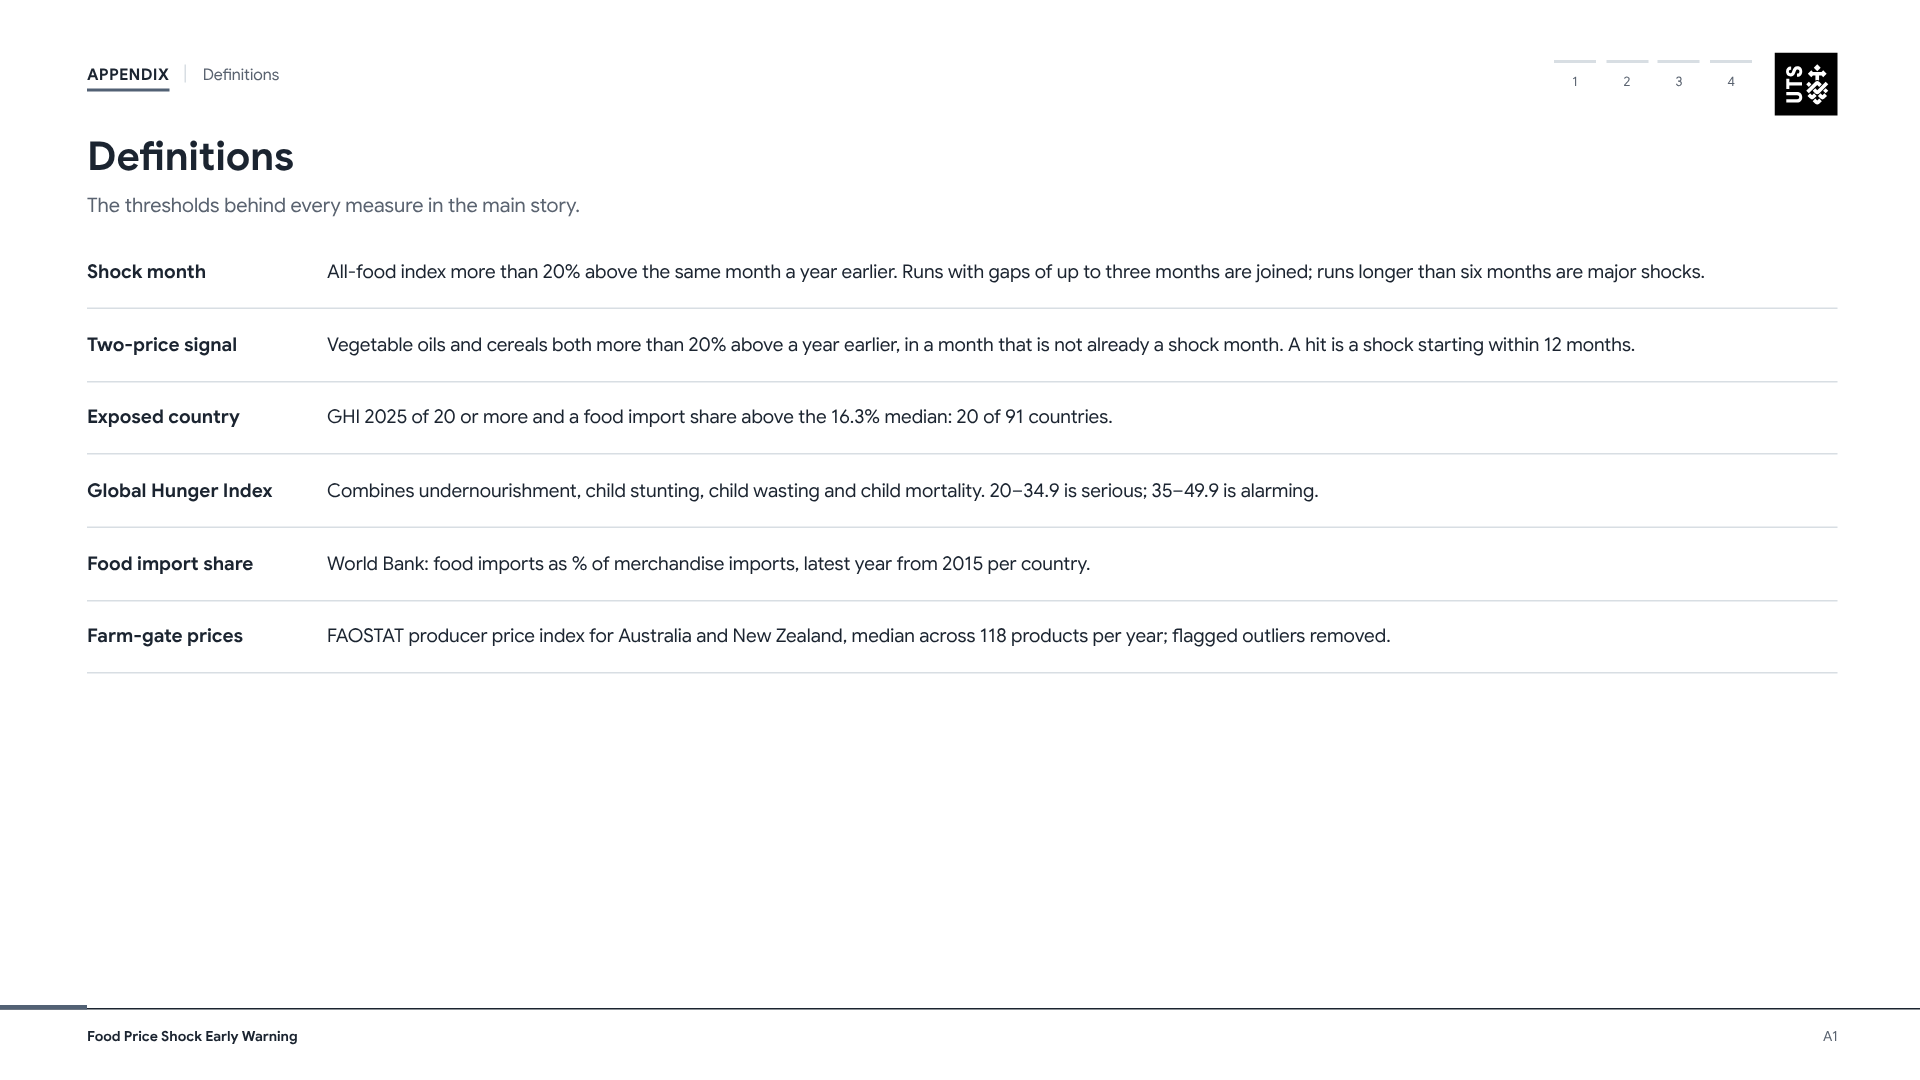 APPENDIX Definitions
1 2 3 4
UTS
Definitions
The thresholds behind every measure in the main story.
Shock month All-food index more than 20% above the same month a year earlier. Runs with gaps of up to three months are joined; runs longer than six months are major shocks.
Two-price signal Vegetable oils and cereals both more than 20% above a year earlier, in a month that is not already a shock month. A hit is a shock starting within 12 months.
Exposed country GHI 2025 of 20 or more and a food import share above the 16.3% median: 20 of 91 countries.
Global Hunger Index Combines undernourishment, child stunting, child wasting and child mortality. 20–34.9 is serious; 35–49.9 is alarming.
Food import share World Bank: food imports as % of merchandise imports, latest year from 2015 per country.
Farm-gate prices FAOSTAT producer price index for Australia and New Zealand, median across 118 products per year; flagged outliers removed.
Food Price Shock Early Warning A1